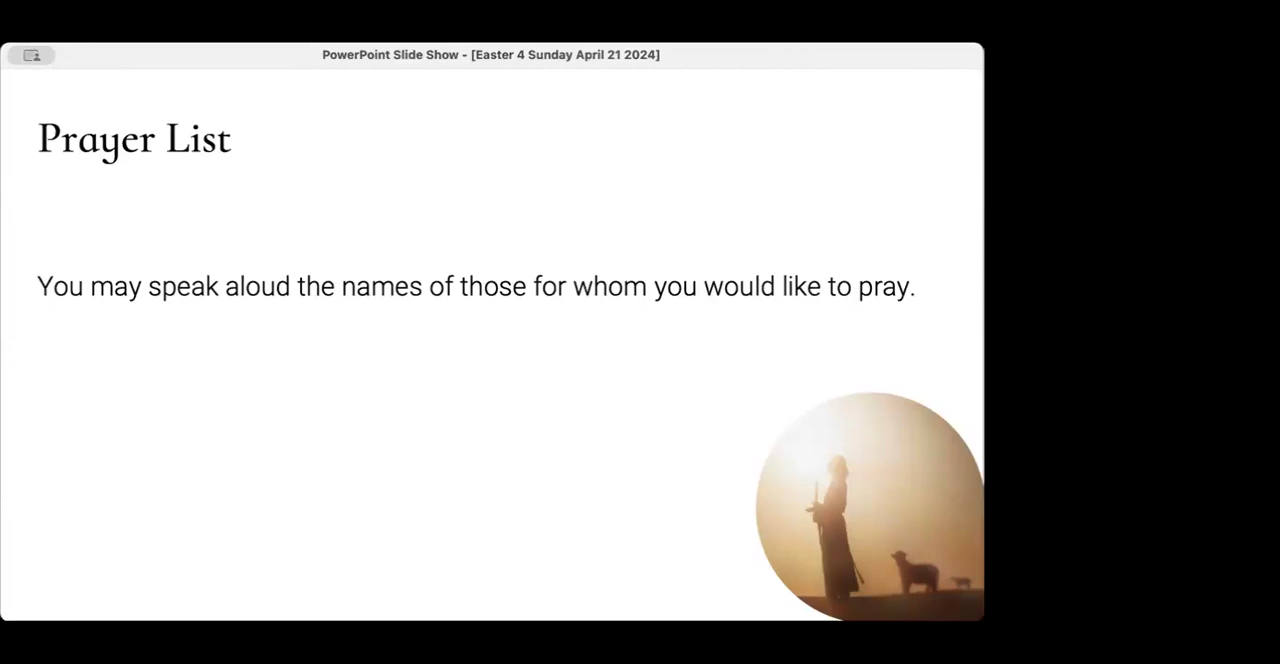 PowerPoint Slide Show - [Easter 4 Sunday April 21 2024]
Prayer List
You may speak aloud the names of those for whom you would like to pray.